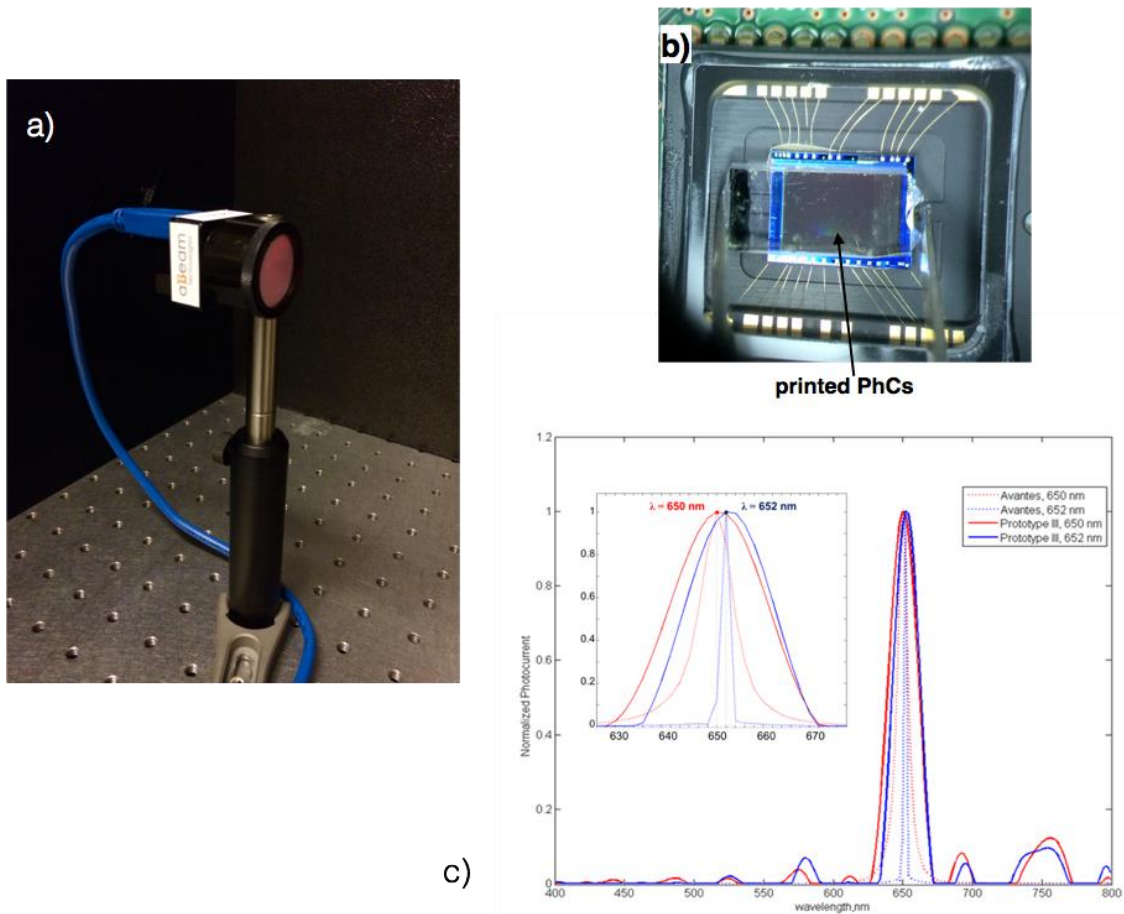 a)
aBeam
technologies
b)
printed PhCs
1.2
1
0.8
0.6
0.4
0.2
0
Normalized Photocurrent
400 450 500 550 600 650 700 750 800
wavelength,nm
Avantes, 650 nm
Avantes, 652 nm
Prototype III, 650 nm
Prototype III, 652 nm
λ = 650 nm λ = 652 nm
1
0.8
0.6
0.4
0.2
0
630 640 650 660 670
c)